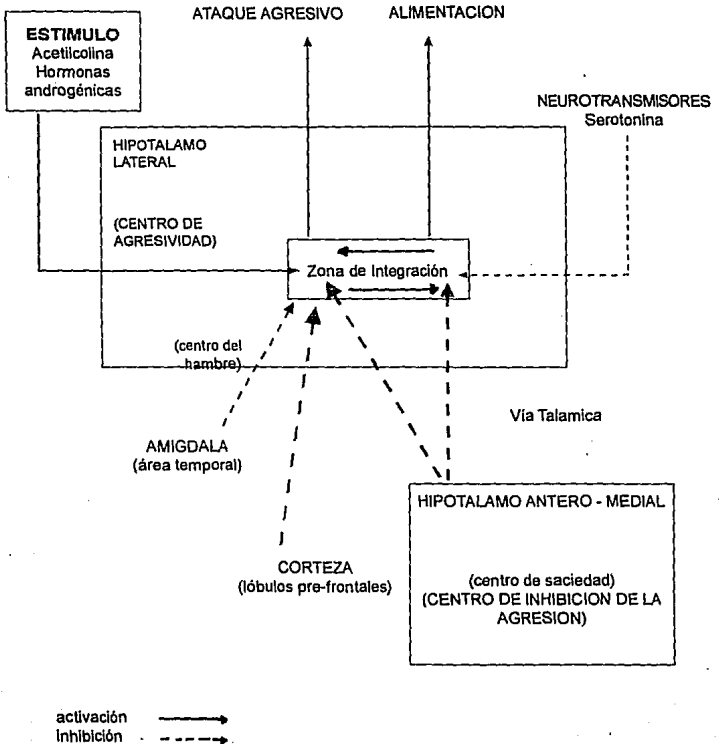 ATAQUE AGRESIVO
ALIMENTACION
ESTIMULO
Acetilcolina
Hormonas
androgénicas
NEUROTRANSMISORES
Serotonina
HIPOTALAMO
LATERAL
(CENTRO DE
AGRESIVIDAD)
Zona de Integración
(centro del
hambre)
AMIGDALA
(área temporal)
Vía Talamica
HIPOTALAMO ANTERO - MEDIAL
(centro de saciedad)
(CENTRO DE INHIBICION DE LA
AGRESION)
CORTEZA
(lóbulos pre-frontales)
activación
Inhibición